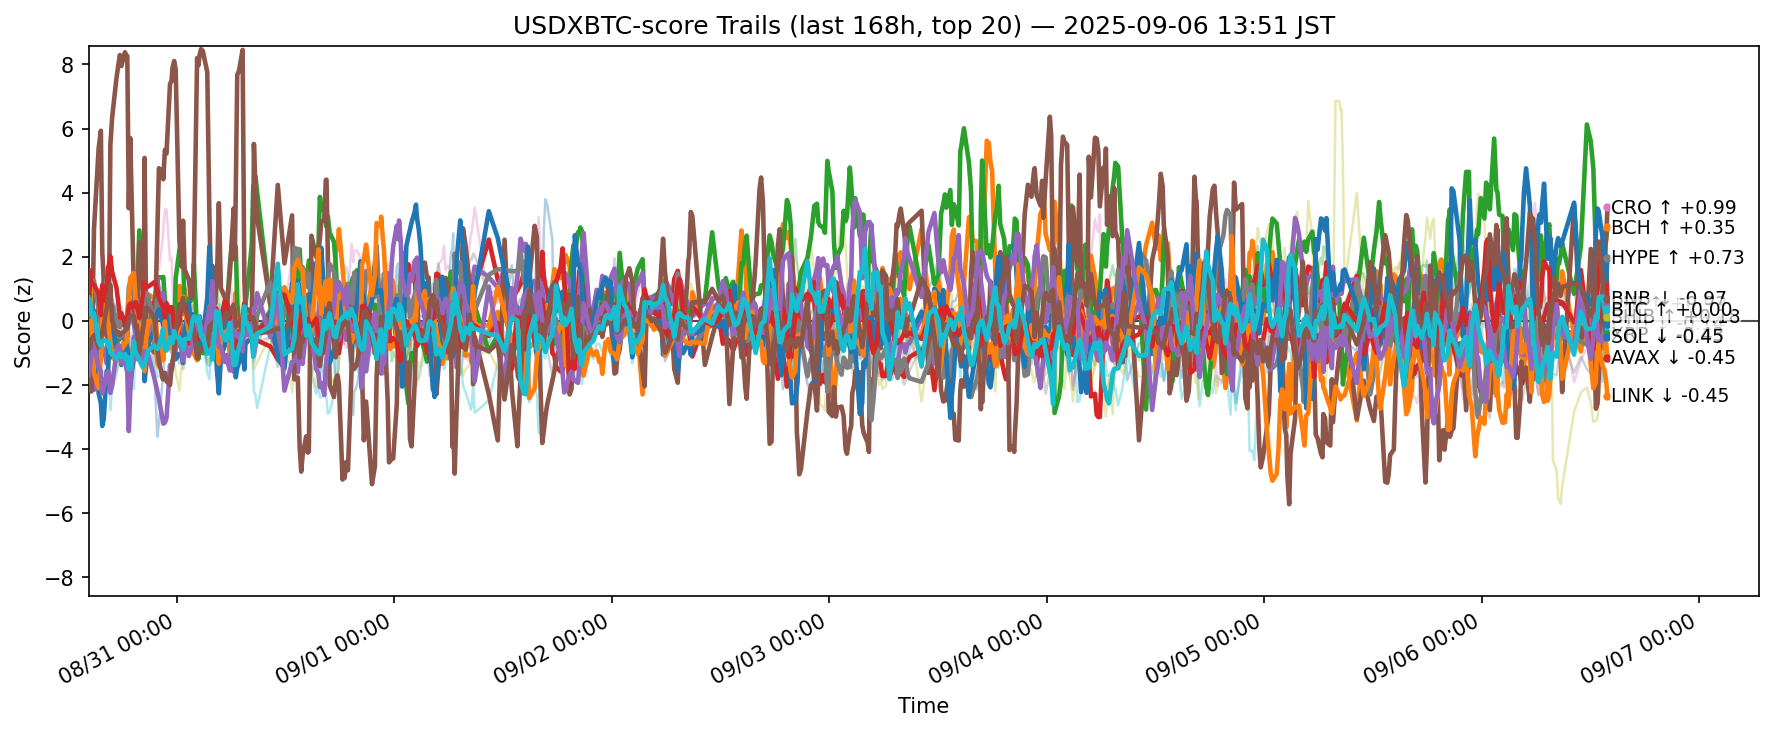 USDXBTC-score Trails (last 168h, top 20) — 2025-09-06 13:51 JST
Score (z)
8
6
4
2
0
−2
−4
−6
−8
CRO ↑ +0.99
BCH ↑ +0.35
HYPE ↑ +0.73
BNB -0.97
BTC ↑ +0.00
SOL ↓ -0.45
AVAX ↓ -0.45
LINK ↓ -0.45
08/31 00:00
09/01 00:00
09/02 00:00
09/03 00:00
09/04 00:00
09/05 00:00
09/06 00:00
09/07 00:00
Time